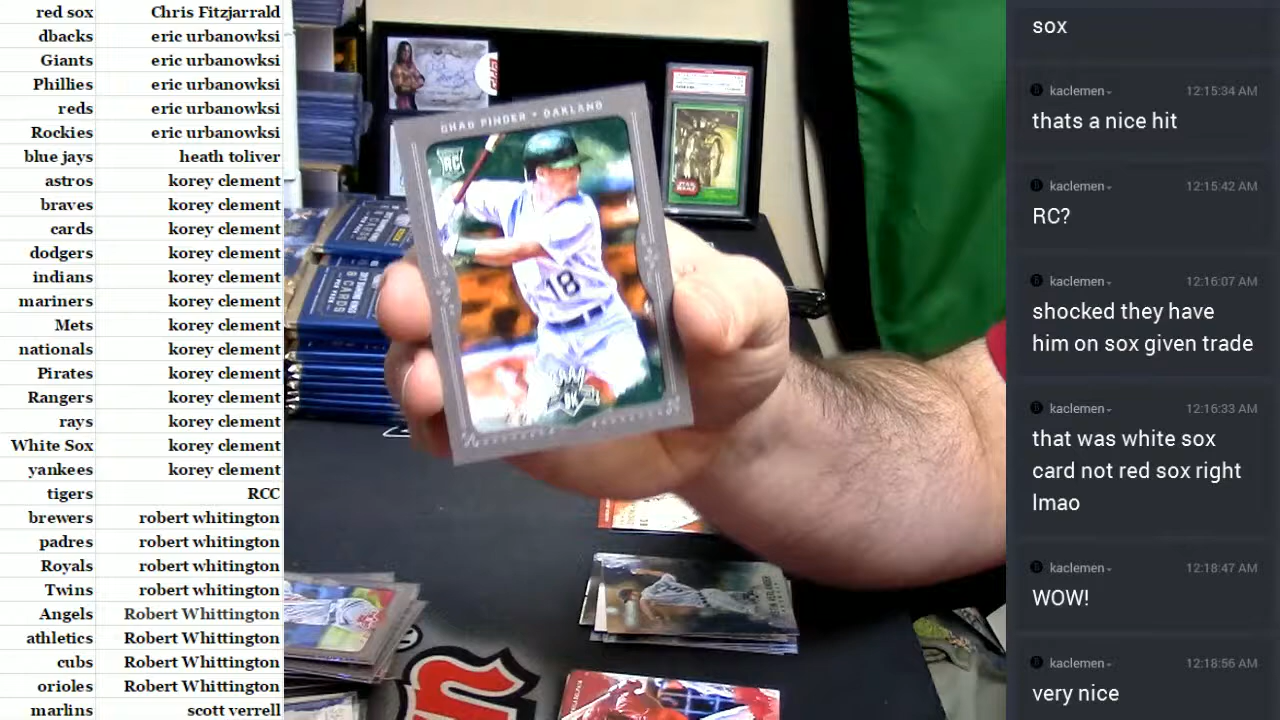 red sox Chris Fitzjarrald
dbacks eric urbanowksi
Giants eric urbanowksi
Phillies eric urbanowksi
reds eric urbanowksi
Rockies eric urbanowksi
blue jays heath toliver
astros korey clement
braves korey clement
cards korey clement
dodgers korey clement
indians korey clement
mariners korey clement
Mets korey clement
nationals korey clement
Pirates korey clement
Rangers korey clement
rays korey clement
White Sox korey clement
yankees korey clement
tigers RCC
brewers robert whitington
padres robert whitington
Royals robert whitington
Twins robert whitington
Angels Robert Whittington
athletics Robert Whittington
cubs Robert Whittington
orioles Robert Whittington
marlins scott verrell
CHAD PINDER • OAKLAND
RC
18
8 CARDS
sox
kaclemen 12:15:34 AM
thats a nice hit
kaclemen 12:15:42 AM
RC?
kaclemen 12:16:07 AM
shocked they have
him on sox given trade
kaclemen 12:16:33 AM
that was white sox
card not red sox right
lmao
kaclemen 12:18:47 AM
WOW!
kaclemen 12:18:56 AM
very nice